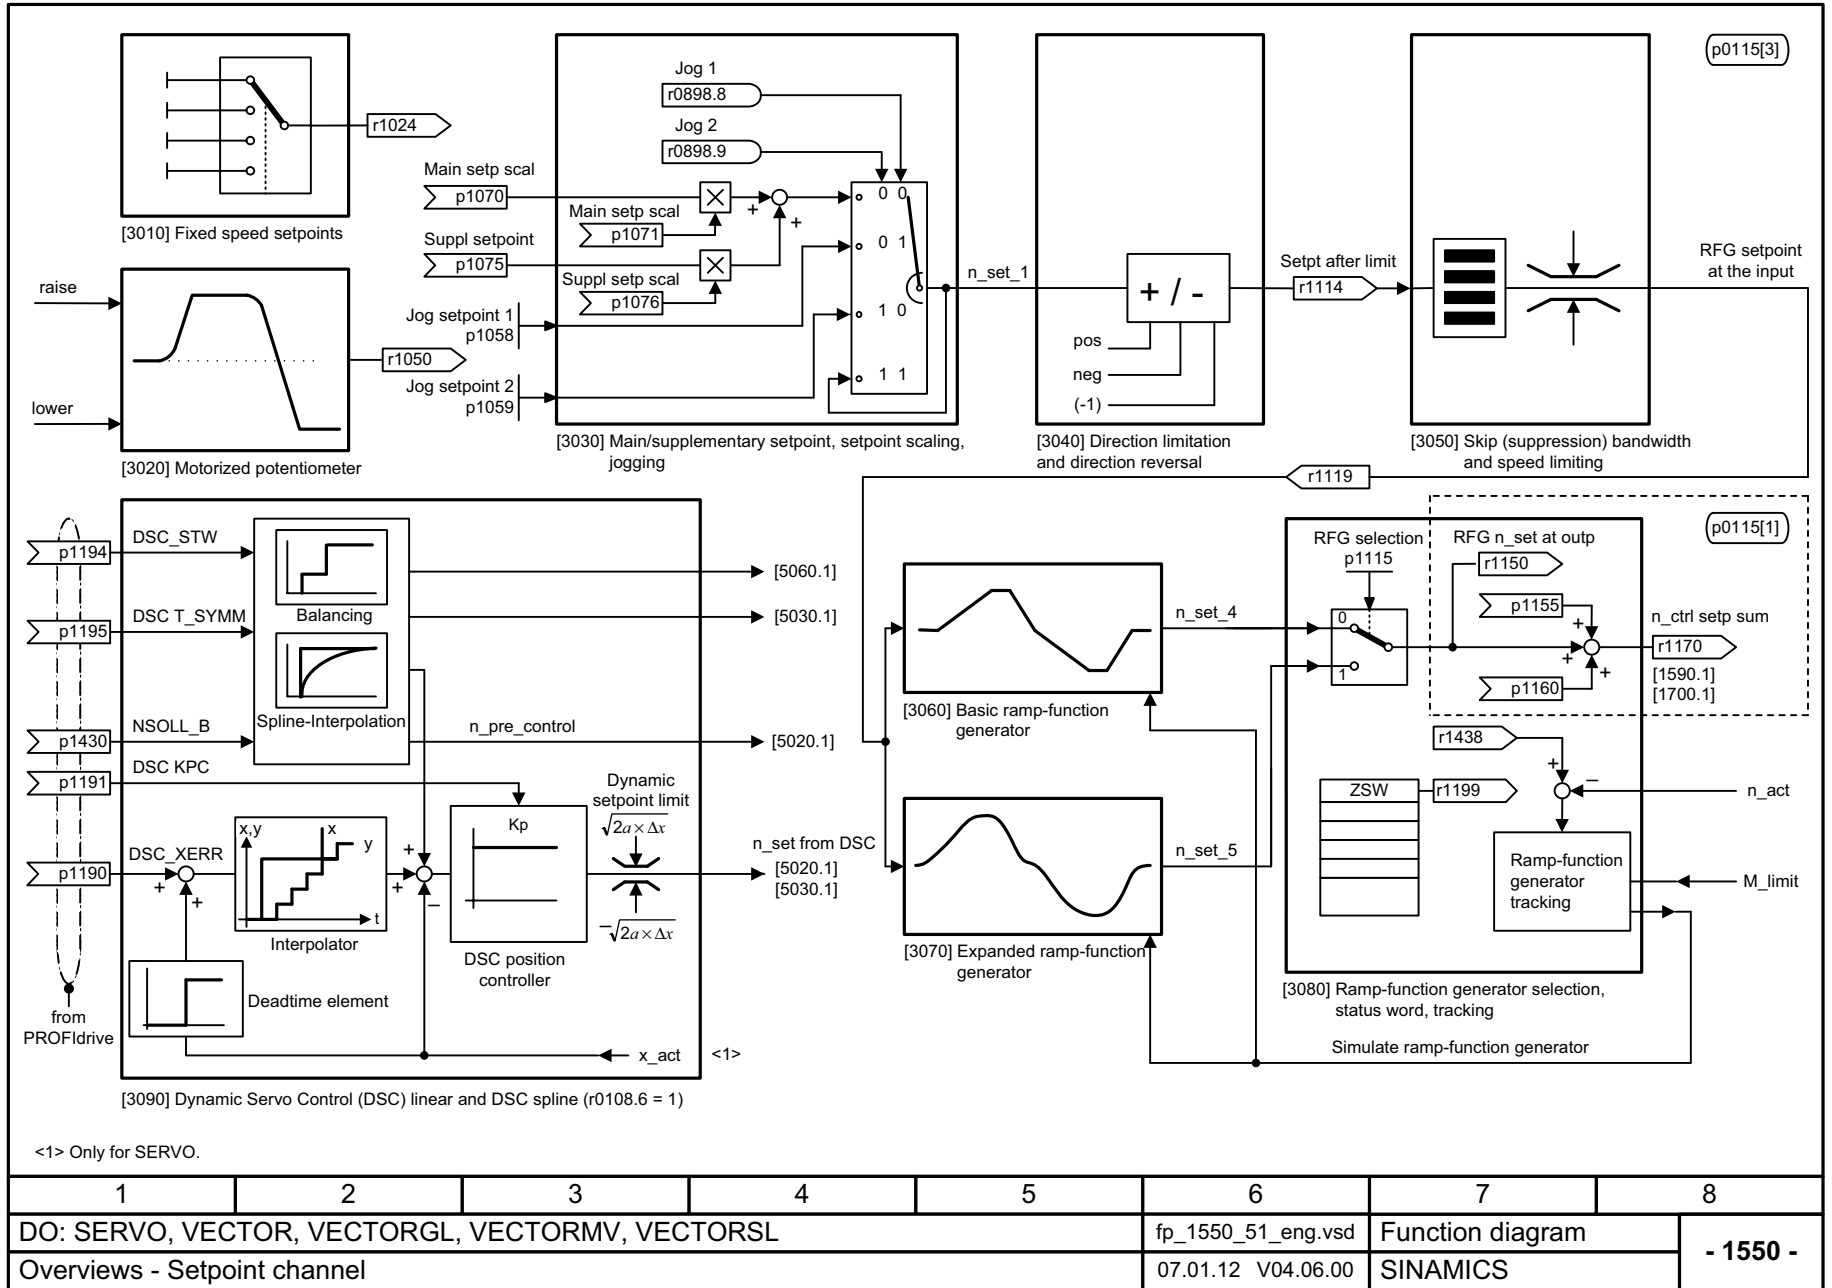 p0115[3]
r1024
[3010] Fixed speed setpoints
raise
lower
r1050
[3020] Motorized potentiometer
Jog 1
r0898.8
Jog 2
r0898.9
Main setp scal
p1070
Main setp scal
p1071
Suppl setpoint
p1075
Suppl setp scal
p1076
Jog setpoint 1
p1058
Jog setpoint 2
p1059
+
+
0 0
0 1
1 0
1 1
[3030] Main/supplementary setpoint, setpoint scaling,
jogging
n_set_1
+ / -
pos
neg
(-1)
[3040] Direction limitation
and direction reversal
Setpt after limit
r1114
[3050] Skip (suppression) bandwidth
and speed limiting
RFG setpoint
at the input
r1119
p1194
DSC_STW
p1195
DSC T_SYMM
p1430
NSOLL_B
p1191
DSC KPC
p1190
DSC_XERR
from
PROFIdrive
Balancing
Spline-Interpolation
[5060.1]
[5030.1]
n_pre_control
[5020.1]
+
+
x,y
x
y
t
Interpolator
Deadtime element
+
+
–
Kp
DSC position
controller
Dynamic
setpoint limit
√2a × Δx
–√2a × Δx
n_set from DSC
[5020.1]
[5030.1]
x_act
<1>
[3090] Dynamic Servo Control (DSC) linear and DSC spline (r0108.6 = 1)
[3060] Basic ramp-function
generator
n_set_4
[3070] Expanded ramp-function
generator
n_set_5
RFG selection
p1115
0
1
RFG n_set at outp
r1150
p1155
p1160
+
+
+
p0115[1]
n_ctrl setp sum
r1170
[1590.1]
[1700.1]
r1438
+
–
n_act
ZSW
r1199
Ramp-function
generator
tracking
M_limit
[3080] Ramp-function generator selection,
status word, tracking
Simulate ramp-function generator
<1> Only for SERVO.
1 2 3 4 5 6 7 8
DO: SERVO, VECTOR, VECTORGL, VECTORMV, VECTORSL
fp_1550_51_eng.vsd
Function diagram
- 1550 -
Overviews - Setpoint channel
07.01.12 V04.06.00
SINAMICS